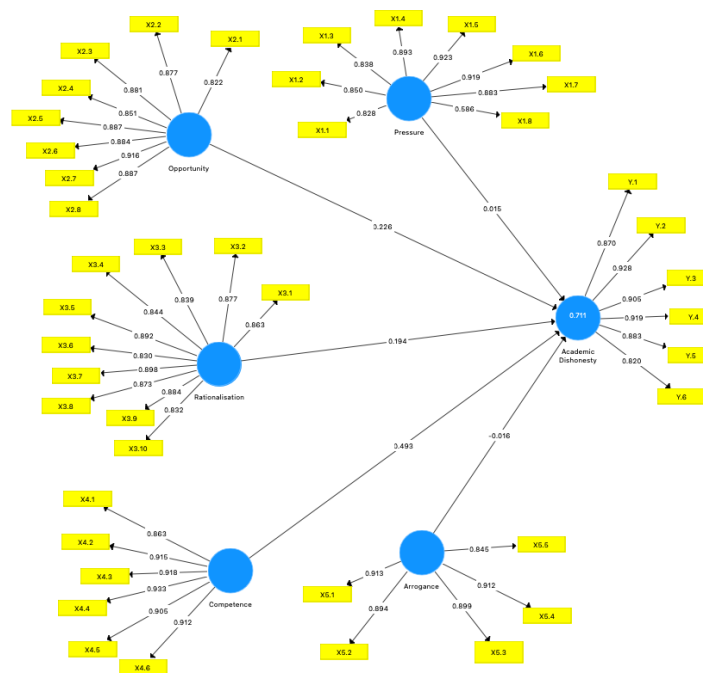 X2.2
X2.1
X2.3
X2.4
X2.5
X2.6
X2.7
X2.8
0.822
0.877
0.881
0.851
0.887
0.884
0.916
0.887
Opportunity
X1.4
X1.5
X1.3
X1.6
X1.2
X1.7
X1.1
X1.8
0.893
0.923
0.838
0.919
0.850
0.883
0.828
0.586
Pressure
0.226
0.015
Y.1
Y.2
Y.3
Y.4
Y.5
Y.6
0.870
0.928
0.905
0.919
0.883
0.820
0.711
Academic
Dishonesty
X3.3
X3.2
X3.4
X3.1
X3.5
X3.6
X3.7
X3.8
X3.9
X3.10
0.839
0.877
0.844
0.863
0.892
0.830
0.898
0.873
0.884
0.832
Rationalisation
0.194
0.493
-0.016
X4.1
X4.2
X4.3
X4.4
X4.5
X4.6
0.863
0.915
0.918
0.933
0.905
0.912
Competence
X5.5
X5.1
X5.4
X5.2
X5.3
0.845
0.913
0.912
0.894
0.899
Arrogance